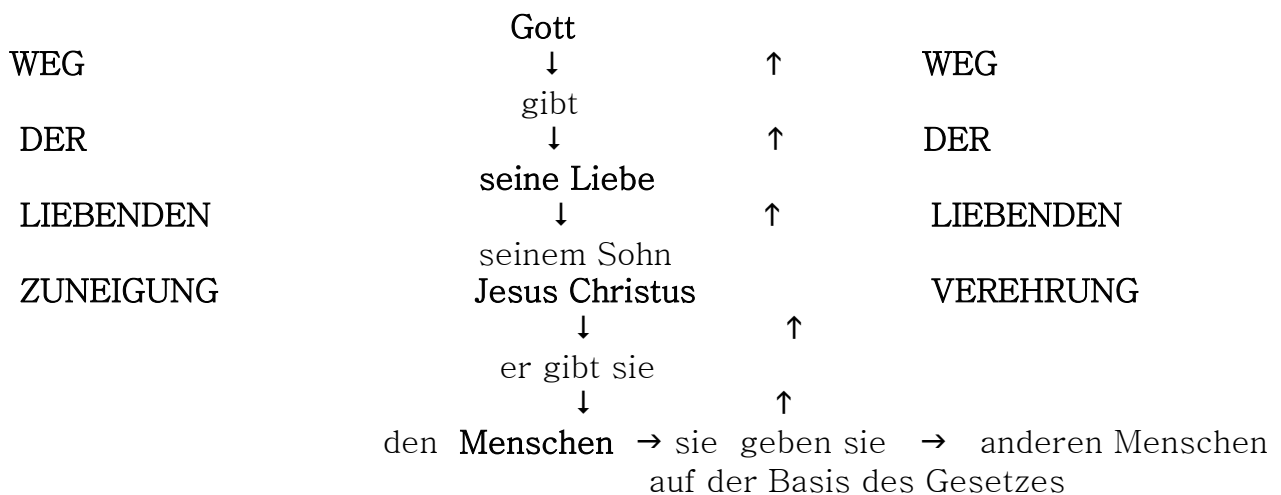 Gott
WEG ↓ ↑ WEG
gibt
DER ↓ ↑ DER
seine Liebe
LIEBENDEN ↓ ↑ LIEBENDEN
seinem Sohn
ZUNEIGUNG Jesus Christus VEREHRUNG
↓ ↑
er gibt sie
↓ ↑
den Menschen → sie geben sie → anderen Menschen
auf der Basis des Gesetzes